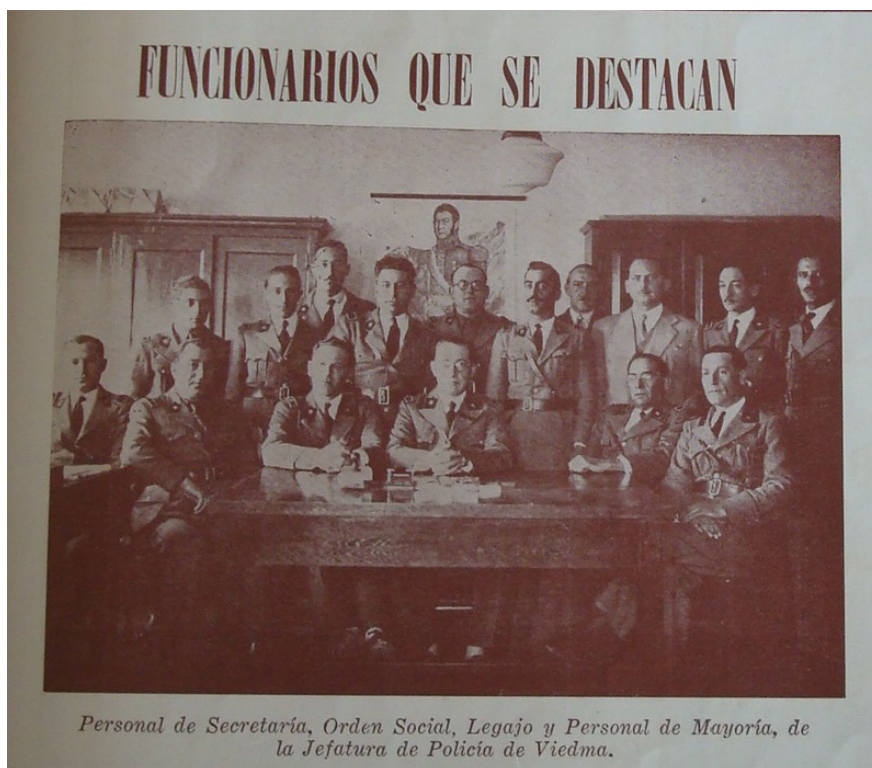 FUNCIONARIOS QUE SE DESTACAN
Personal de Secretaría, Orden Social, Legajo y Personal de Mayoría, de
la Jefatura de Policía de Viedma.